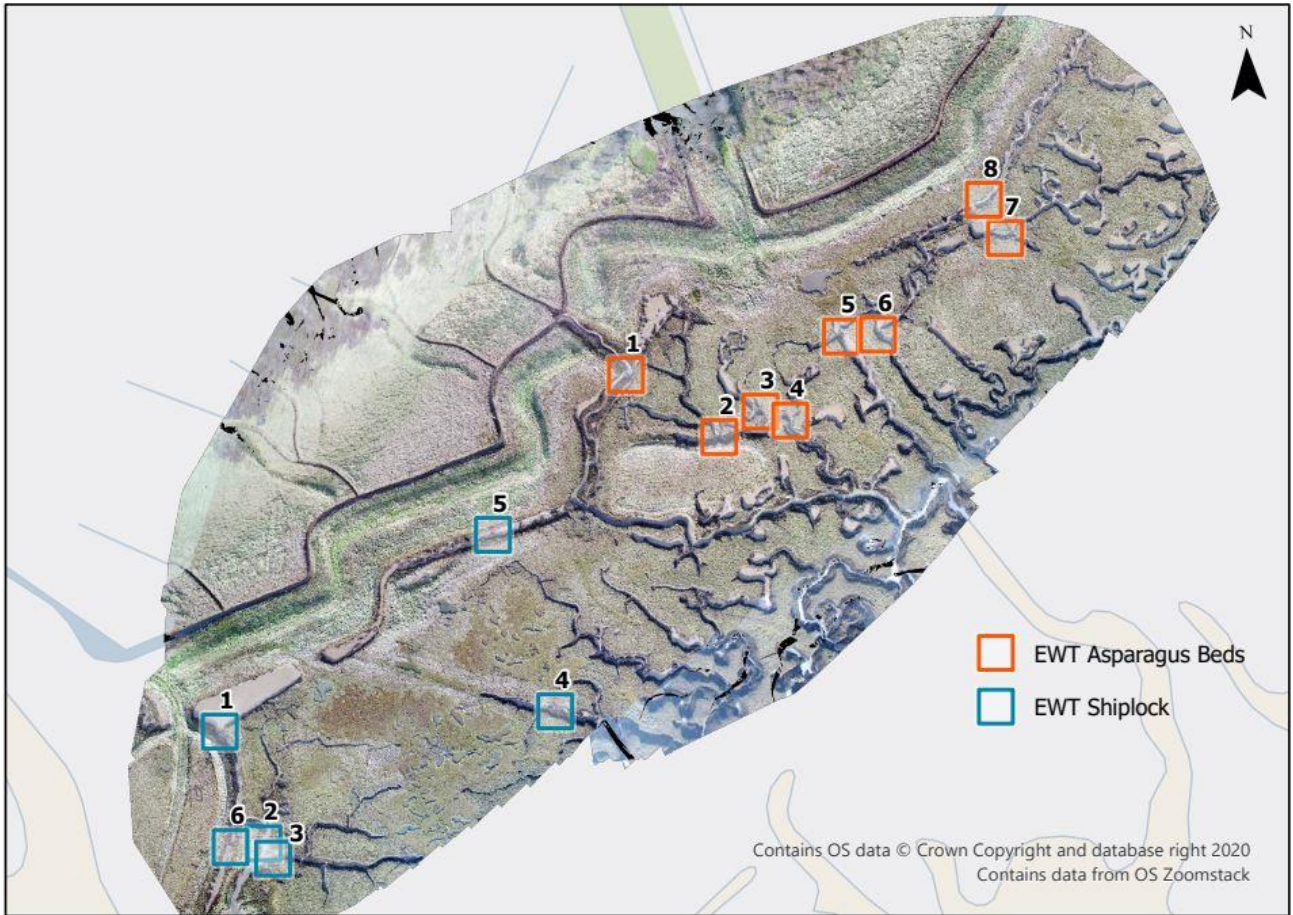 N
8
7
5 6
1
3 4
2
5
EWT Asparagus Beds
EWT Shiplock
4
1
6 2
3
Contains OS data © Crown Copyright and database right 2020
Contains data from OS Zoomstack